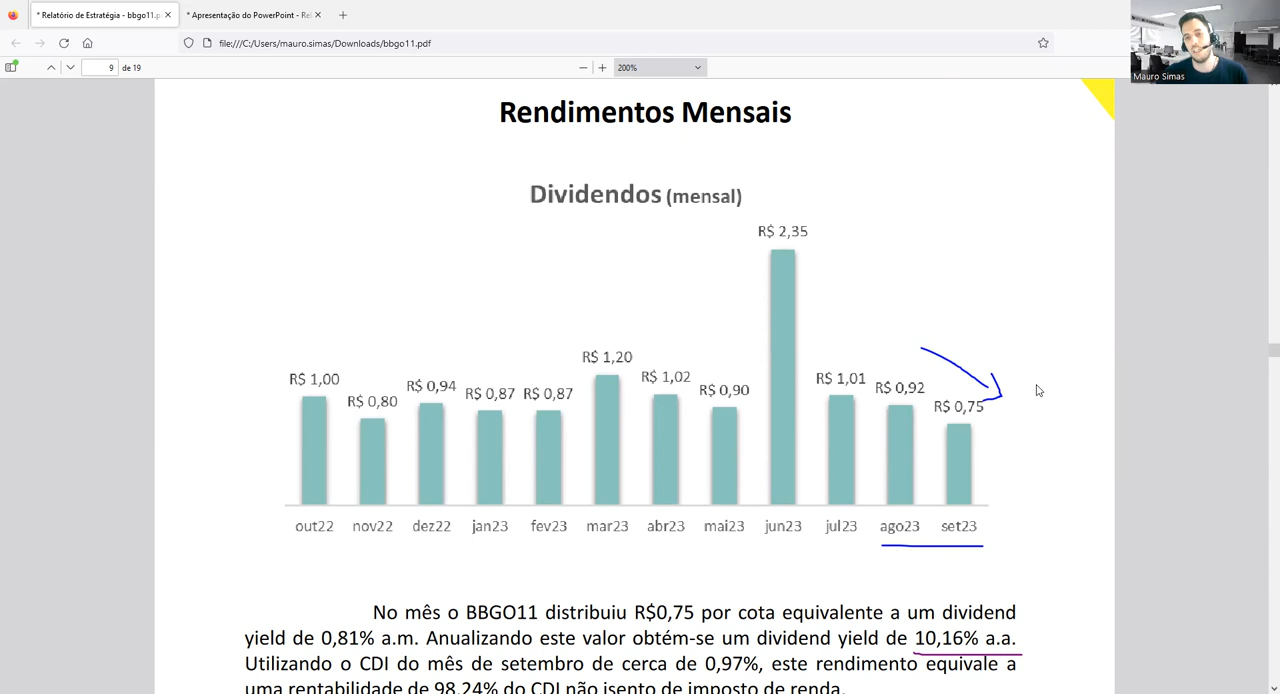 * Relatório de Estratégia - bbgo11.p
* Apresentação do PowerPoint - Rel
file:///C:/Users/mauro.simas/Downloads/bbgo11.pdf
9 de 19
200%
Mauro Simas
Rendimentos Mensais
Dividendos (mensal)
R$ 1,00 R$ 0,80 R$ 0,94 R$ 0,87 R$ 0,87 R$ 1,20 R$ 1,02 R$ 0,90 R$ 2,35 R$ 1,01 R$ 0,92 R$ 0,75
out22 nov22 dez22 jan23 fev23 mar23 abr23 mai23 jun23 jul23 ago23 set23
No mês o BBGO11 distribuiu R$0,75 por cota equivalente a um dividend
yield de 0,81% a.m. Anualizando este valor obtém-se um dividend yield de 10,16% a.a.
Utilizando o CDI do mês de setembro de cerca de 0,97%, este rendimento equivale a
uma rentabilidade de 98,24% do CDI não isento de imposto de renda.